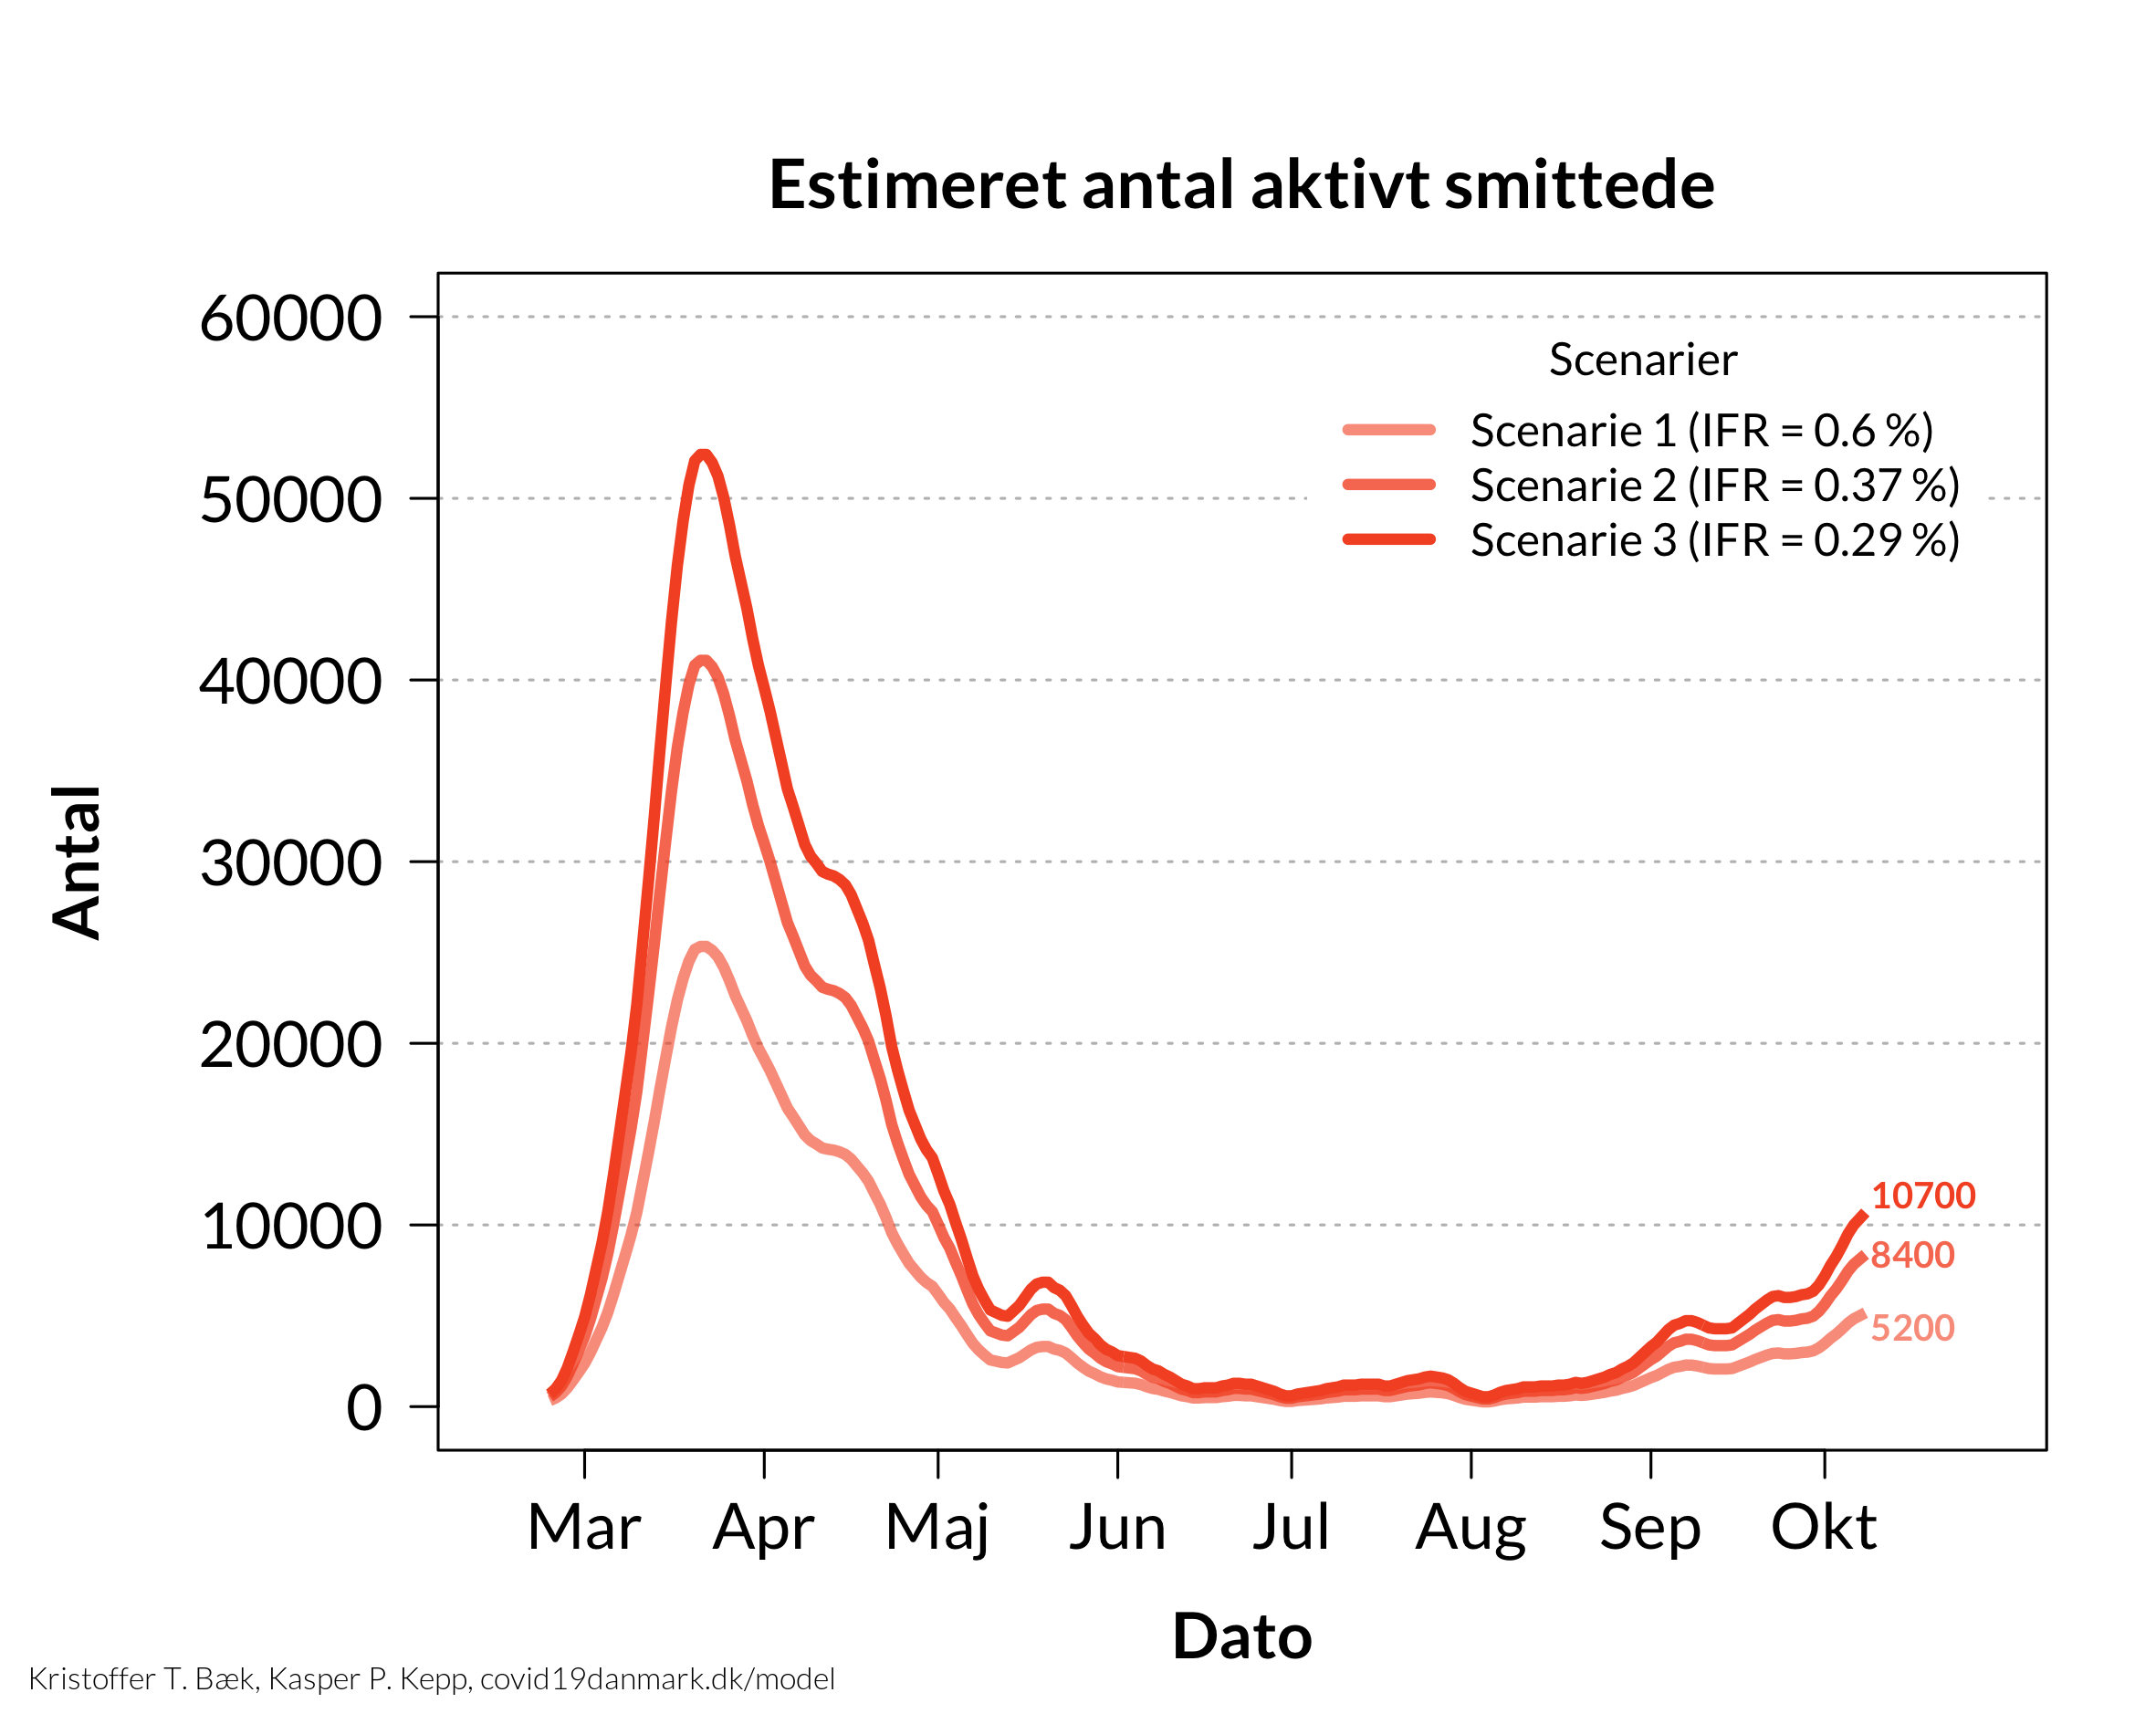 Estimeret antal aktivt smittede
60000
50000
40000
30000
20000
10000
0
Antal
Scenarier
Scenarie 1 (IFR = 0.6 %)
Scenarie 2 (IFR = 0.37 %)
Scenarie 3 (IFR = 0.29 %)
10700
8400
5200
Mar Apr Maj Jun Jul Aug Sep Okt
Dato
Kristoffer T. Bæk, Kasper P. Kepp, covid19danmark.dk/model